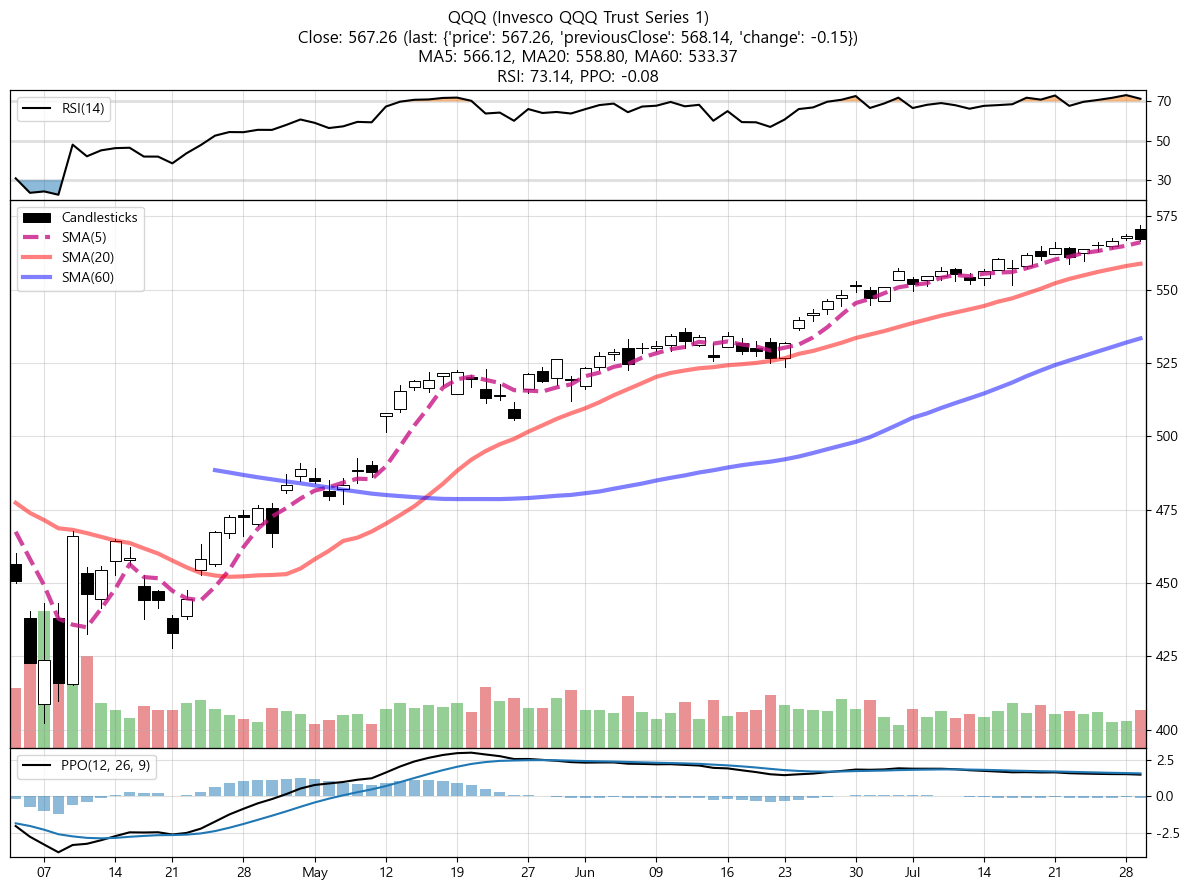 QQQ (Invesco QQQ Trust Series 1)
Close: 567.26 (last: {'price': 567.26, 'previousClose': 568.14, 'change': -0.15})
MA5: 566.12, MA20: 558.80, MA60: 533.37
RSI: 73.14, PPO: -0.08
RSI(14)
70
50
30
Candlesticks
SMA(5)
SMA(20)
SMA(60)
575
550
525
500
475
450
425
400
PPO(12, 26, 9)
2.5
0.0
-2.5
07 14 21 28 May 12 19 27 Jun 09 16 23 30 Jul 14 21 28